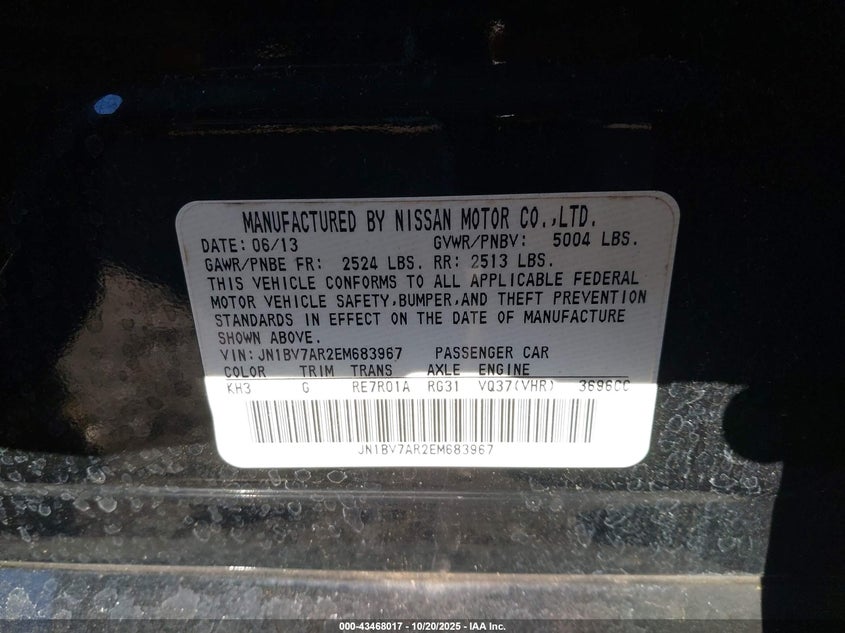 MANUFACTURED BY NISSAN MOTOR CO.,LTD.
DATE: 06/13 GVWR/PNBV: 5004 LBS.
GAWR/PNBE FR: 2524 LBS. RR: 2513 LBS.
THIS VEHICLE CONFORMS TO ALL APPLICABLE FEDERAL
MOTOR VEHICLE SAFETY,BUMPER,AND THEFT PREVENTION
STANDARDS IN EFFECT ON THE DATE OF MANUFACTURE
SHOWN ABOVE.
VIN:JN1BV7AR2EM683967 PASSENGER CAR
COLOR TRIM TRANS AXLE ENGINE
KH3 G RE7R01A RG31 VQ37(VHR) 3696CC
JN1BV7AR2EM683967
000-43468017 - 10/20/2025 - IAA Inc.